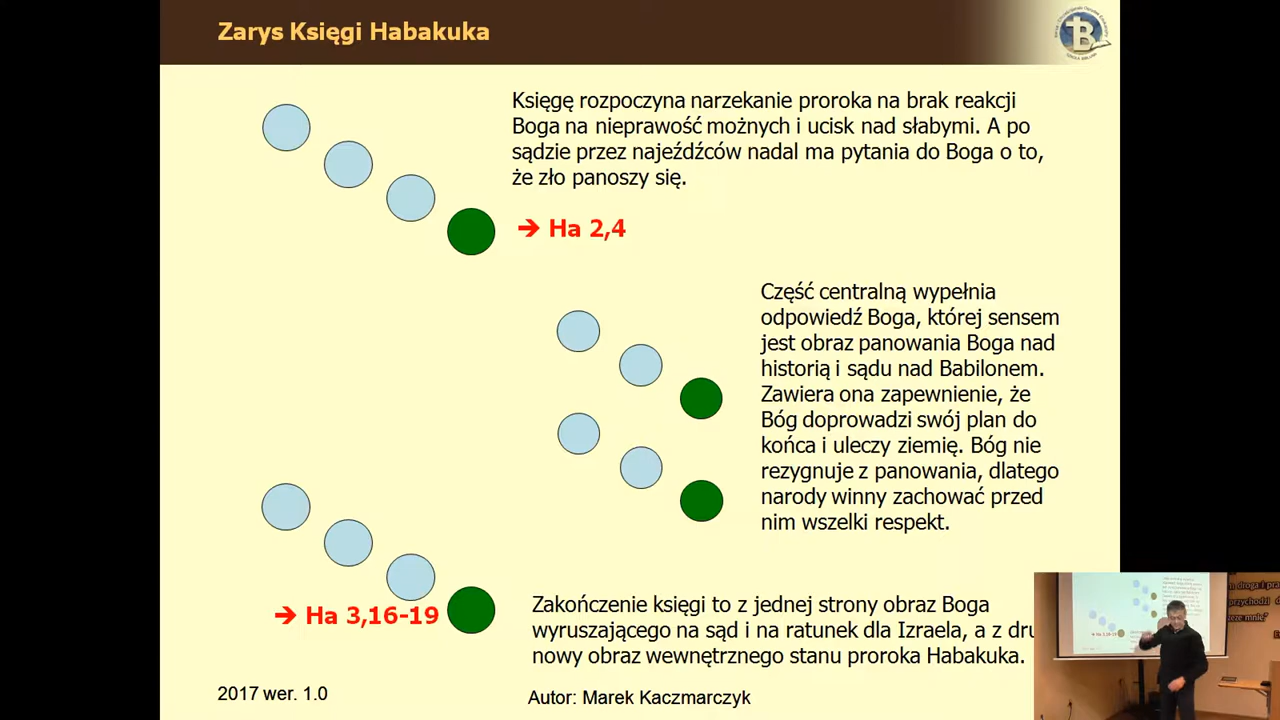 Zarys Księgi Habakuka
Księgę rozpoczyna narzekanie proroka na brak reakcji
Boga na nieprawość możnych i ucisk nad słabymi. A po
sądzie przez najeźdźców nadal ma pytania do Boga o to,
że zło panoszy się.
➔ Ha 2,4
Część centralną wypełnia
odpowiedź Boga, której sensem
jest obraz panowania Boga nad
historią i sądu nad Babilonem.
Zawiera ona zapewnienie, że
Bóg doprowadzi swój plan do
końca i uleczy ziemię. Bóg nie
rezygnuje z panowania, dlatego
narody winny zachować przed
nim wszelki respekt.
➔ Ha 3,16-19
Zakończenie księgi to z jednej strony obraz Boga
wyruszającego na sąd i na ratunek dla Izraela, a z dru
nowy obraz wewnętrznego stanu proroka Habakuka.
2017 wer. 1.0
Autor: Marek Kaczmarczyk
droga i pra
przychodzi d